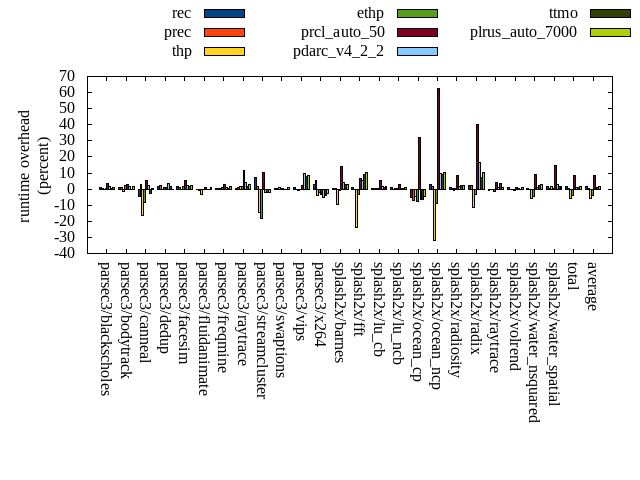 rec
prec
thp
ethp
prcl_auto_50
pdarc_v4_2_2
ttmo
plrus_auto_7000
runtime overhead
(percent)
70
60
50
40
30
20
10
0
-10
-20
-30
-40
parsec3/blackscholes
parsec3/bodytrack
parsec3/canneal
parsec3/dedup
parsec3/facesim
parsec3/fluidanimate
parsec3/freqmine
parsec3/raytrace
parsec3/streamcluster
parsec3/swaptions
parsec3/vips
parsec3/x264
splash2x/barnes
splash2x/fft
splash2x/lu_cb
splash2x/lu_ncb
splash2x/ocean_cp
splash2x/ocean_ncp
splash2x/radiosity
splash2x/radix
splash2x/raytrace
splash2x/volrend
splash2x/water_nsquared
splash2x/water_spatial
total
average